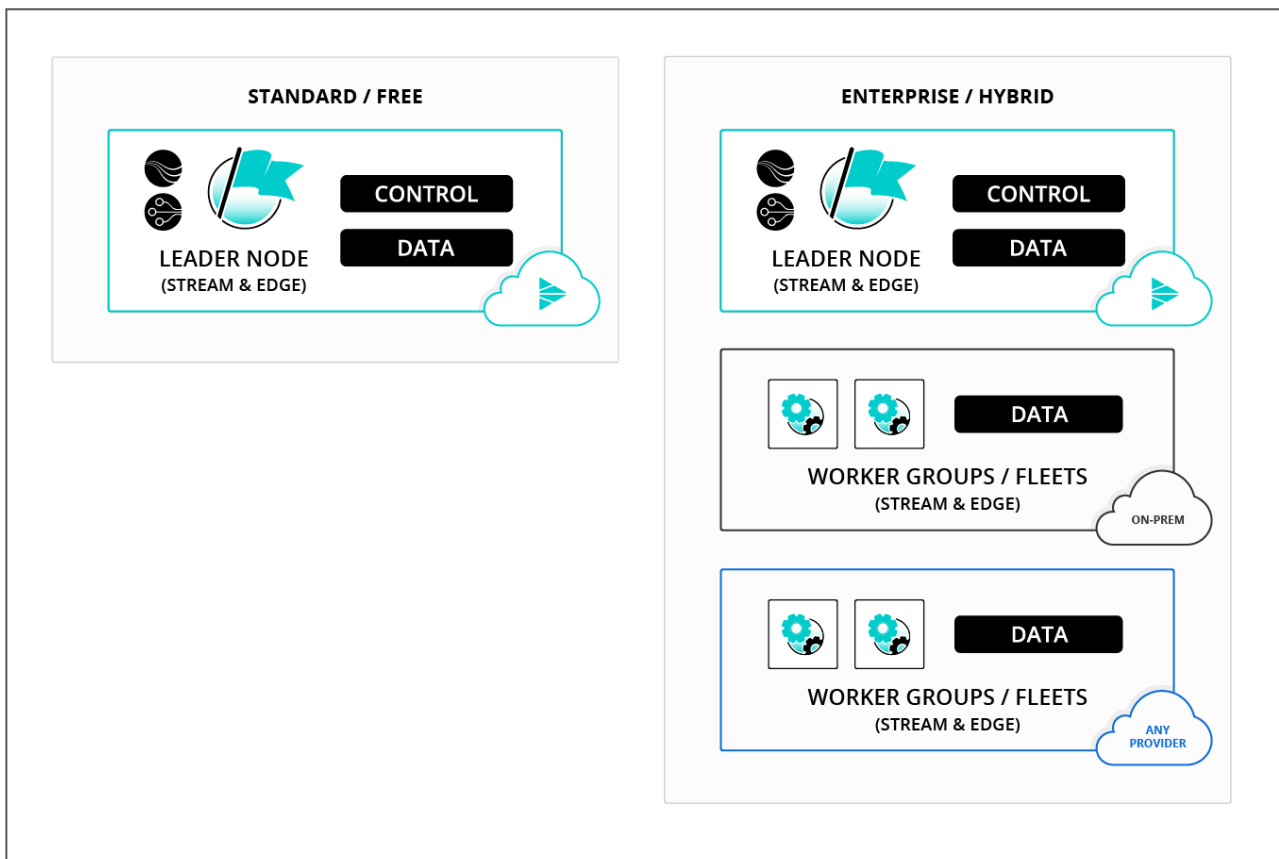 STANDARD / FREE
CONTROL
DATA
LEADER NODE
(STREAM & EDGE)
ENTERPRISE / HYBRID
CONTROL
DATA
LEADER NODE
(STREAM & EDGE)
DATA
WORKER GROUPS / FLEETS
(STREAM & EDGE)
ON-PREM
DATA
WORKER GROUPS / FLEETS
(STREAM & EDGE)
ANY
PROVIDER